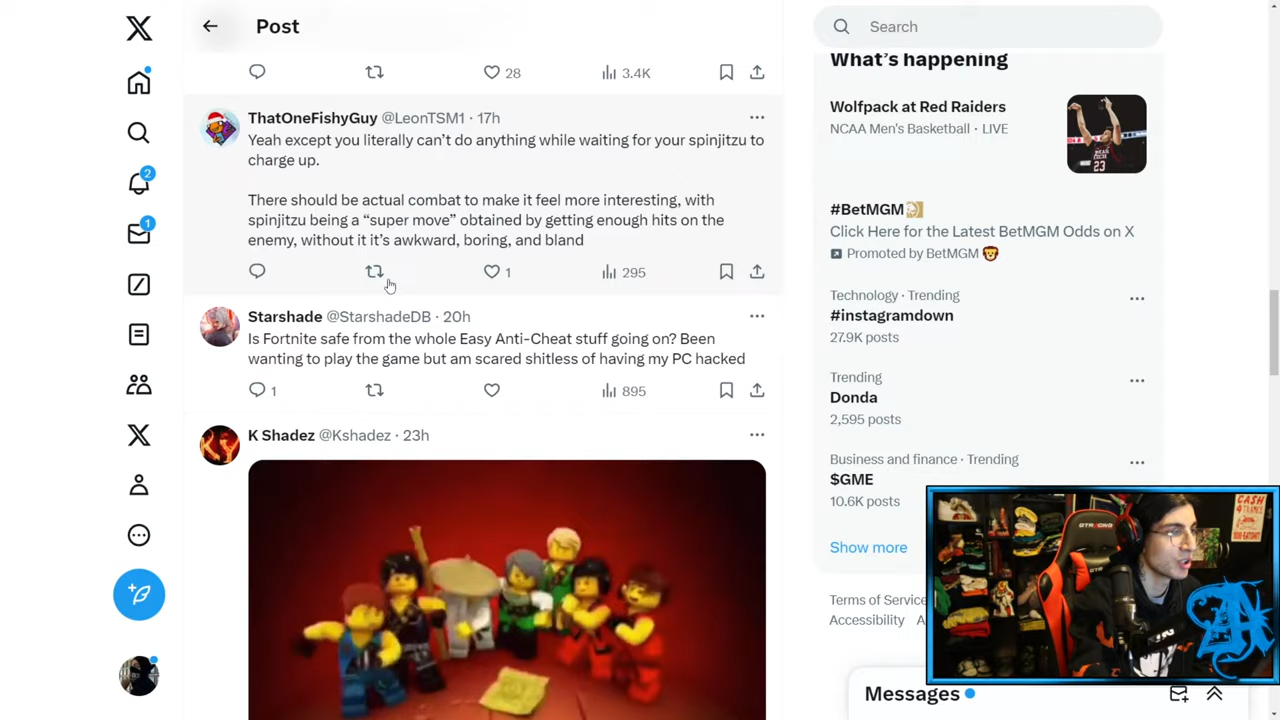 Post
Search
28
3.4K
What's happening
Wolfpack at Red Raiders
NCAA Men's Basketball · LIVE
ThatOneFishyGuy @LeonTSM1 · 17h
Yeah except you literally can't do anything while waiting for your spinjitzu to
charge up.
There should be actual combat to make it feel more interesting, with
spinjitzu being a “super move” obtained by getting enough hits on the
enemy, without it it's awkward, boring, and bland
1
295
#BetMGM
Click Here for the Latest BetMGM Odds on X
Promoted by BetMGM
Technology · Trending
#instagramdown
27.9K posts
Starshade @StarshadeDB · 20h
Is Fortnite safe from the whole Easy Anti-Cheat stuff going on? Been
wanting to play the game but am scared shitless of having my PC hacked
1
895
Trending
Donda
2,595 posts
K Shadez @Kshadez · 23h
Business and finance · Trending
$GME
10.6K posts
Show more
Terms of Service
Accessibility
Messages
2
1
23
CASH